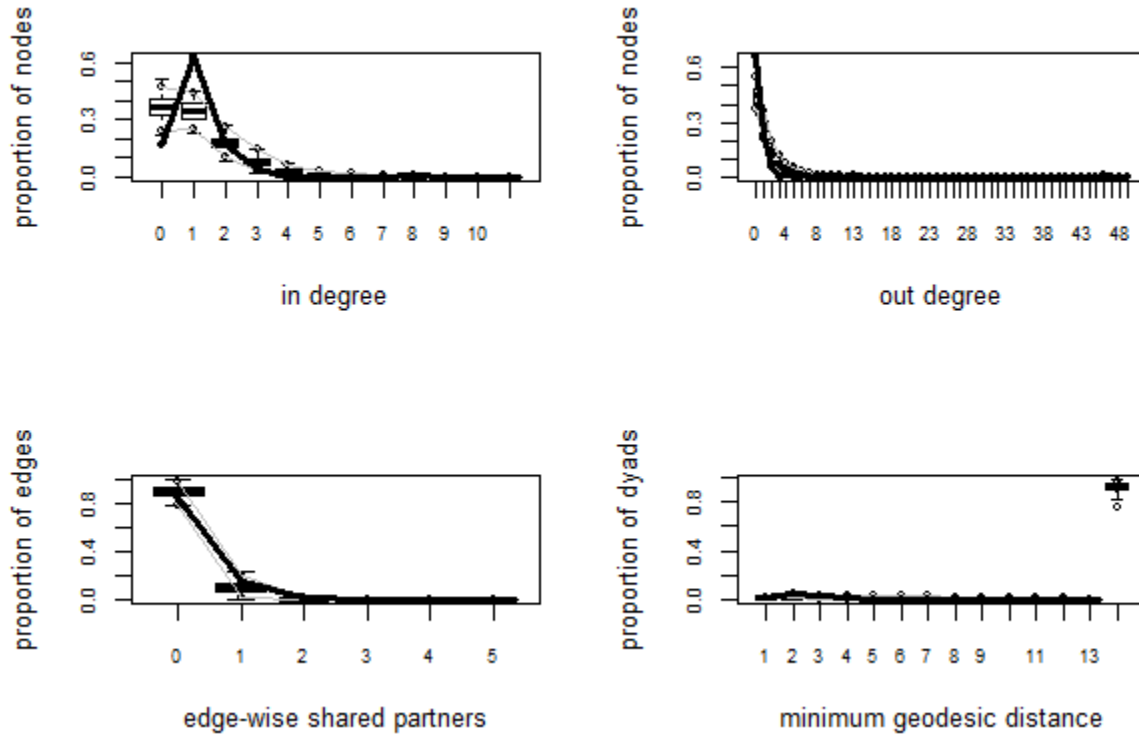 proportion of nodes
0.6
0.3
0.0
0 1 2 3 4 5 6 7 8 9 10
in degree
proportion of nodes
0.6
0.3
0.0
0 4 8 13 18 23 28 33 38 43 48
out degree
proportion of edges
0.8
0.4
0.0
0 1 2 3 4 5
edge-wise shared partners
proportion of dyads
0.8
0.4
0.0
1 2 3 4 5 6 7 8 9 11 13
minimum geodesic distance